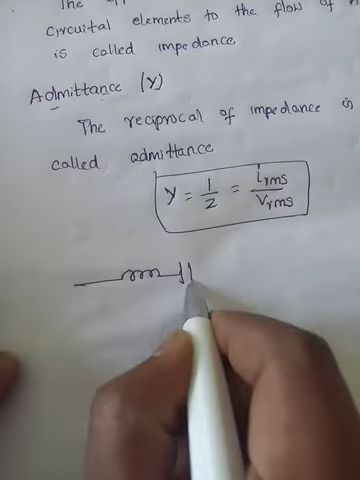 The
circuital elements to the flow of
is called impedance
Admittance (Y)
The reciprocal of impedance is
called admittance
Y = 1/Z = irms/Vrms